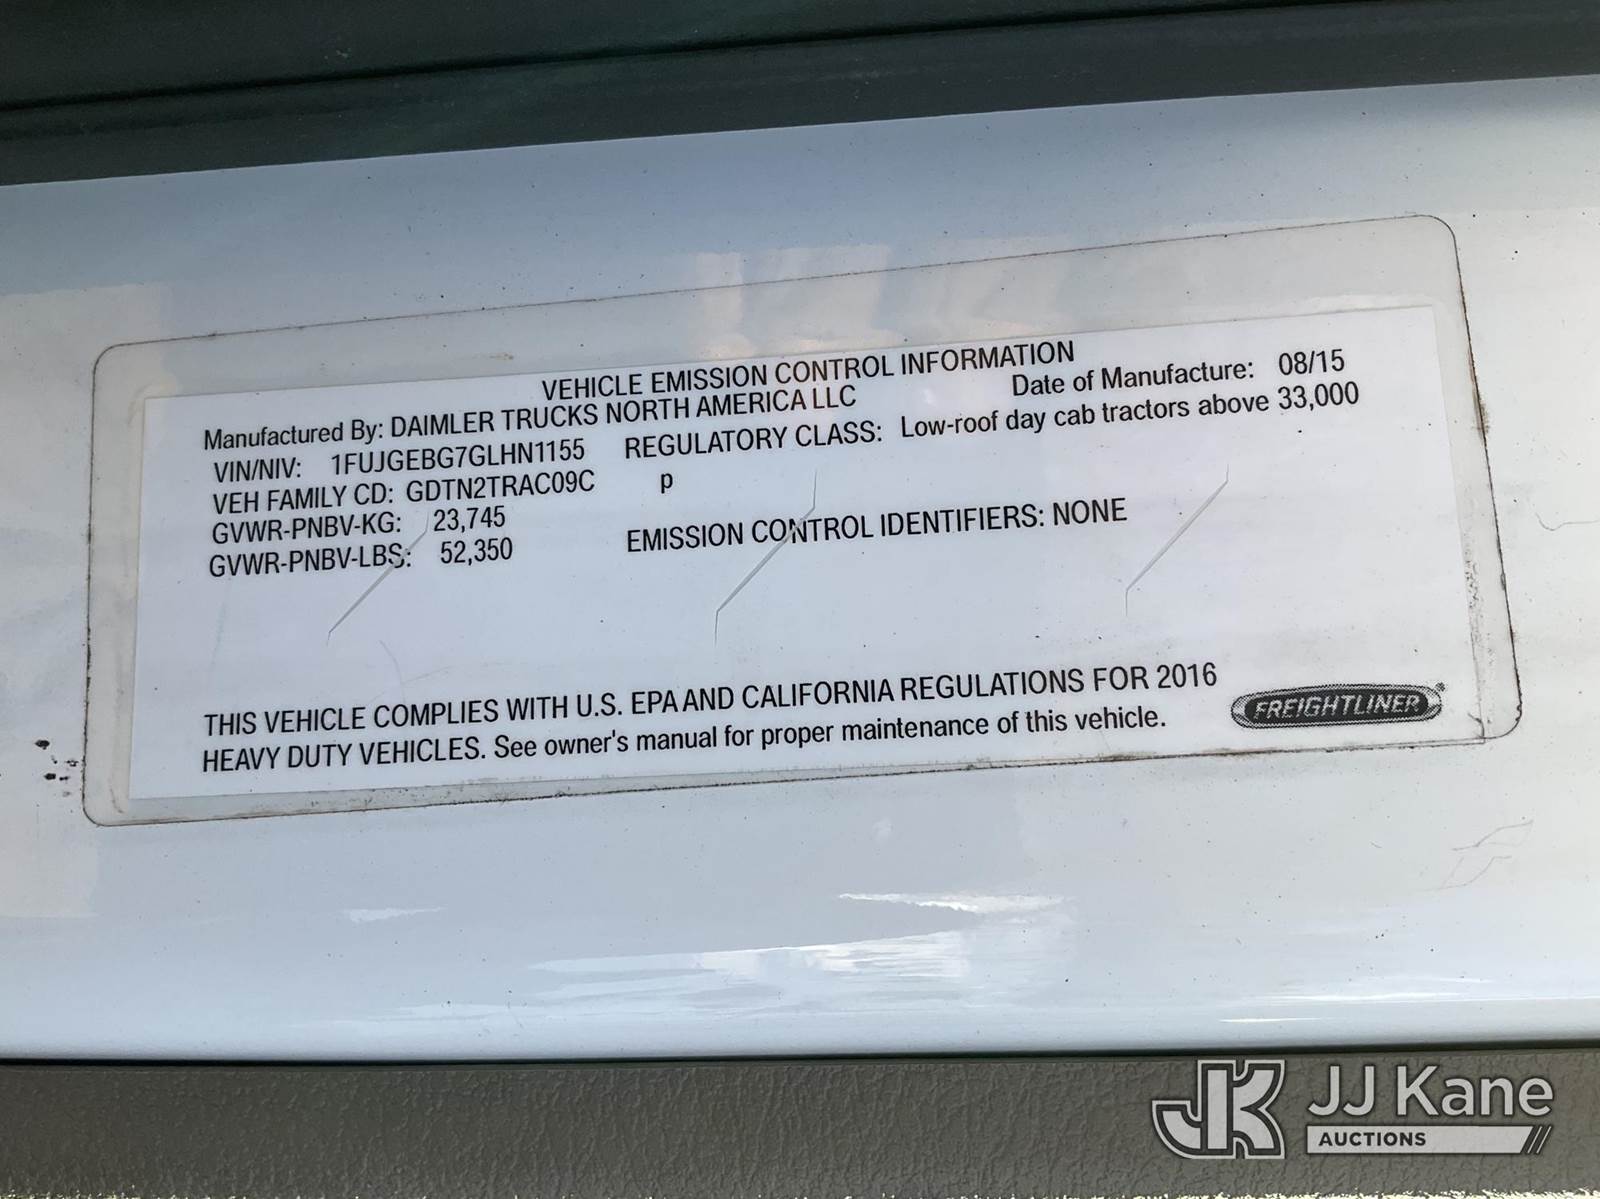 VEHICLE EMISSION CONTROL INFORMATION
Manufactured By: DAIMLER TRUCKS NORTH AMERICA LLC Date of Manufacture: 08/15
VIN/NIV: 1FUJGEBG7GLHN1155 REGULATORY CLASS: Low-roof day cab tractors above 33,000
VEH FAMILY CD: GDTN2TRAC09C p
GVWR-PNBV-KG: 23,745
GVWR-PNBV-LBS: 52,350 EMISSION CONTROL IDENTIFIERS: NONE
THIS VEHICLE COMPLIES WITH U.S. EPA AND CALIFORNIA REGULATIONS FOR 2016
HEAVY DUTY VEHICLES. See owner's manual for proper maintenance of this vehicle.
FREIGHTLINER
JK JJ Kane
AUCTIONS